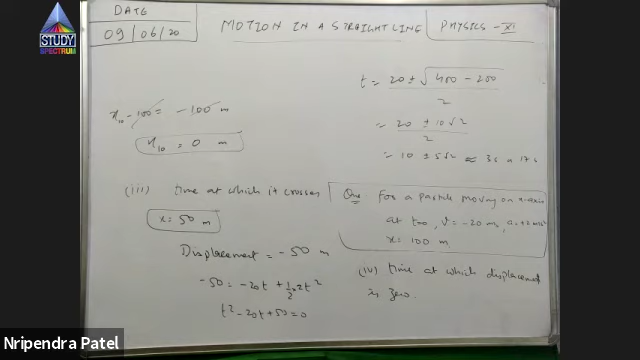 STUDY
SPECTRUM
DATE
09/06/20
MOTION IN A STRAIGHT LINE
PHYSICS - XI
x₁₀ - 100 = -100 m
x₁₀ = 0 m
(iii) time at which it crosses
x = 50 m
Displacement = - 50 m
-50 = -20t + 1/2 × 2t²
t² - 20t + 50 = 0
t = 20 ± √400 - 200 / 2
= 20 ± 10√2 / 2
= 10 ± 5√2 ≈ 3s n 17s
Que For a particle moving on x-axis
at t=0, v = -20 m/s, a = +2 m/s²
x = 100 m
(iv) time at which displacement
is zero.
Nripendra Patel